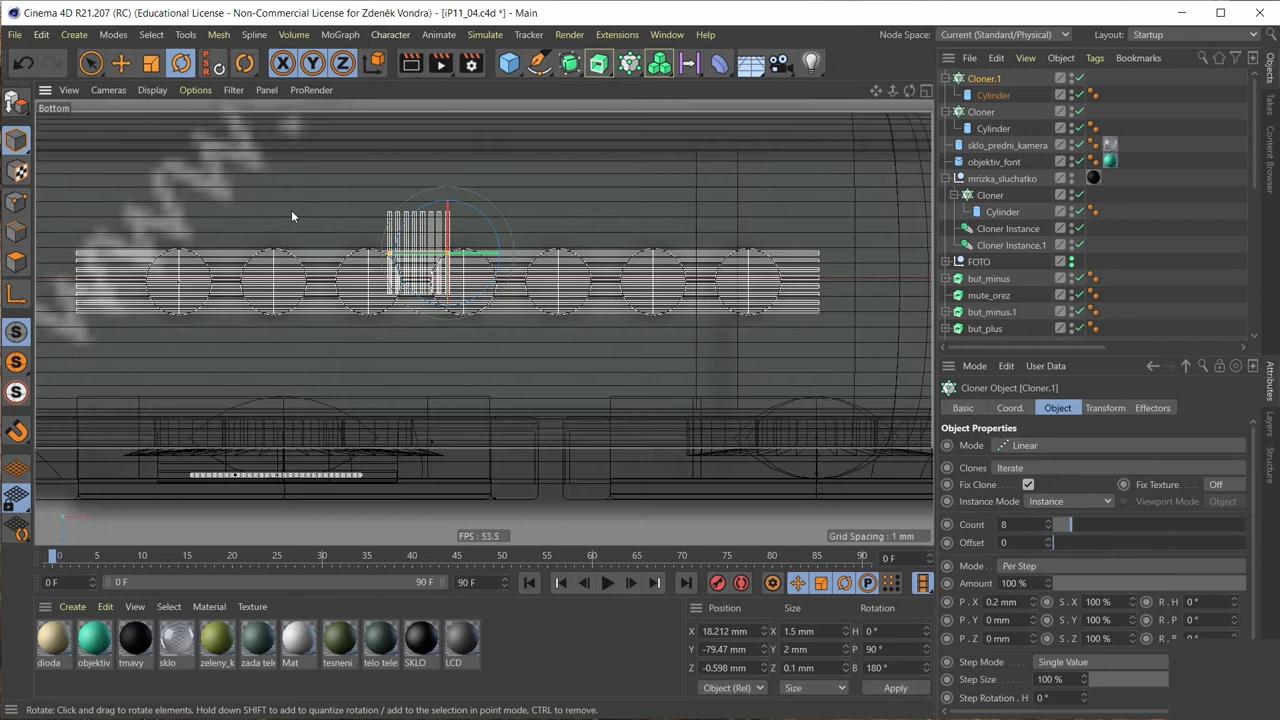 Cinema 4D R21.207 (RC) (Educational License - Non-Commercial License for Zdeněk Vondra) - [iP11_04.c4d *] - Main
File Edit Create Modes Select Tools Mesh Spline Volume MoGraph Character Animate Simulate Tracker Render Extensions Window Help Node Space: Current (Standard/Physical) Layout: Startup
PSR
View Cameras Display Options Filter Panel ProRender
Bottom
FPS : 53.5
Grid Spacing : 1 mm
0 5 10 15 20 25 30 35 40 45 50 55 60 65 70 75 80 85 90 0 F
0 F 0 F 90 F 90 F
Create Edit View Select Material Texture
dioda objektiv tmavy sklo zeleny_k zada tele Mat tesneni telo telef SKLO LCD
Position Size Rotation
X 18.212 mm X 1.5 mm H 0 °
Y -79.47 mm Y 2 mm P 90 °
Z -0.598 mm Z 0.1 mm B 180 °
Object (Rel) Size Apply
Rotate: Click and drag to rotate elements. Hold down SHIFT to add to quantize rotation / add to the selection in point mode, CTRL to remove.
File Edit View Object Tags Bookmarks
Cloner.1
Cylinder
Cloner
Cylinder
sklo_predni_kamera
objektiv_font
mrizka_sluchatko
Cloner
Cylinder
Cloner Instance
Cloner Instance.1
FOTO
but_minus
mute_orez
but_minus.1
but_plus
Mode Edit User Data
Cloner Object [Cloner.1]
Basic Coord. Object Transform Effectors
Object Properties
Mode Linear
Clones Iterate
Fix Clone Fix Texture Off
Instance Mode Instance Viewport Mode Object
Count 8
Offset 0
Mode Per Step
Amount 100 %
P . X 0.2 mm S . X 100 % R . H 0 °
P . Y 0 mm S . Y 100 % R . P 0 °
P . Z 0 mm S . Z 100 %
Step Mode Single Value
Step Size 100 %
Step Rotation . H 0 °
Objects
Takes
Content Browser
Attributes
Layers
Structure